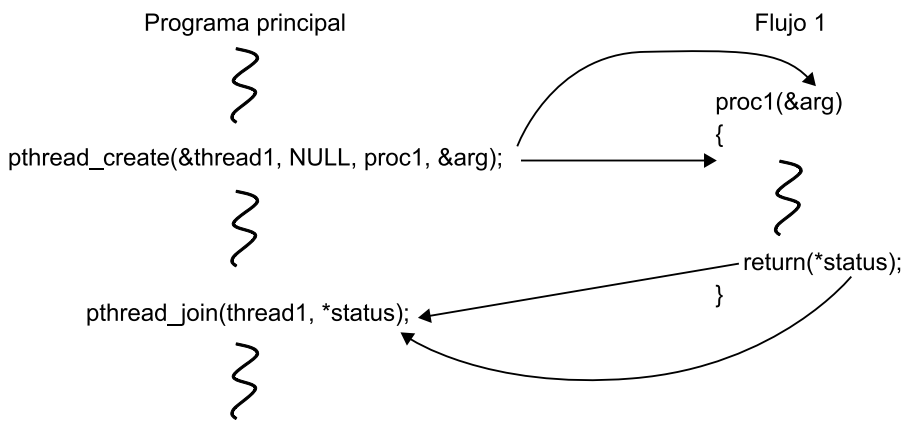 Programa principal
Flujo 1
proc1(&arg)
{
pthread_create(&thread1, NULL, proc1, &arg);
return(*status);
}
pthread_join(thread1, *status);